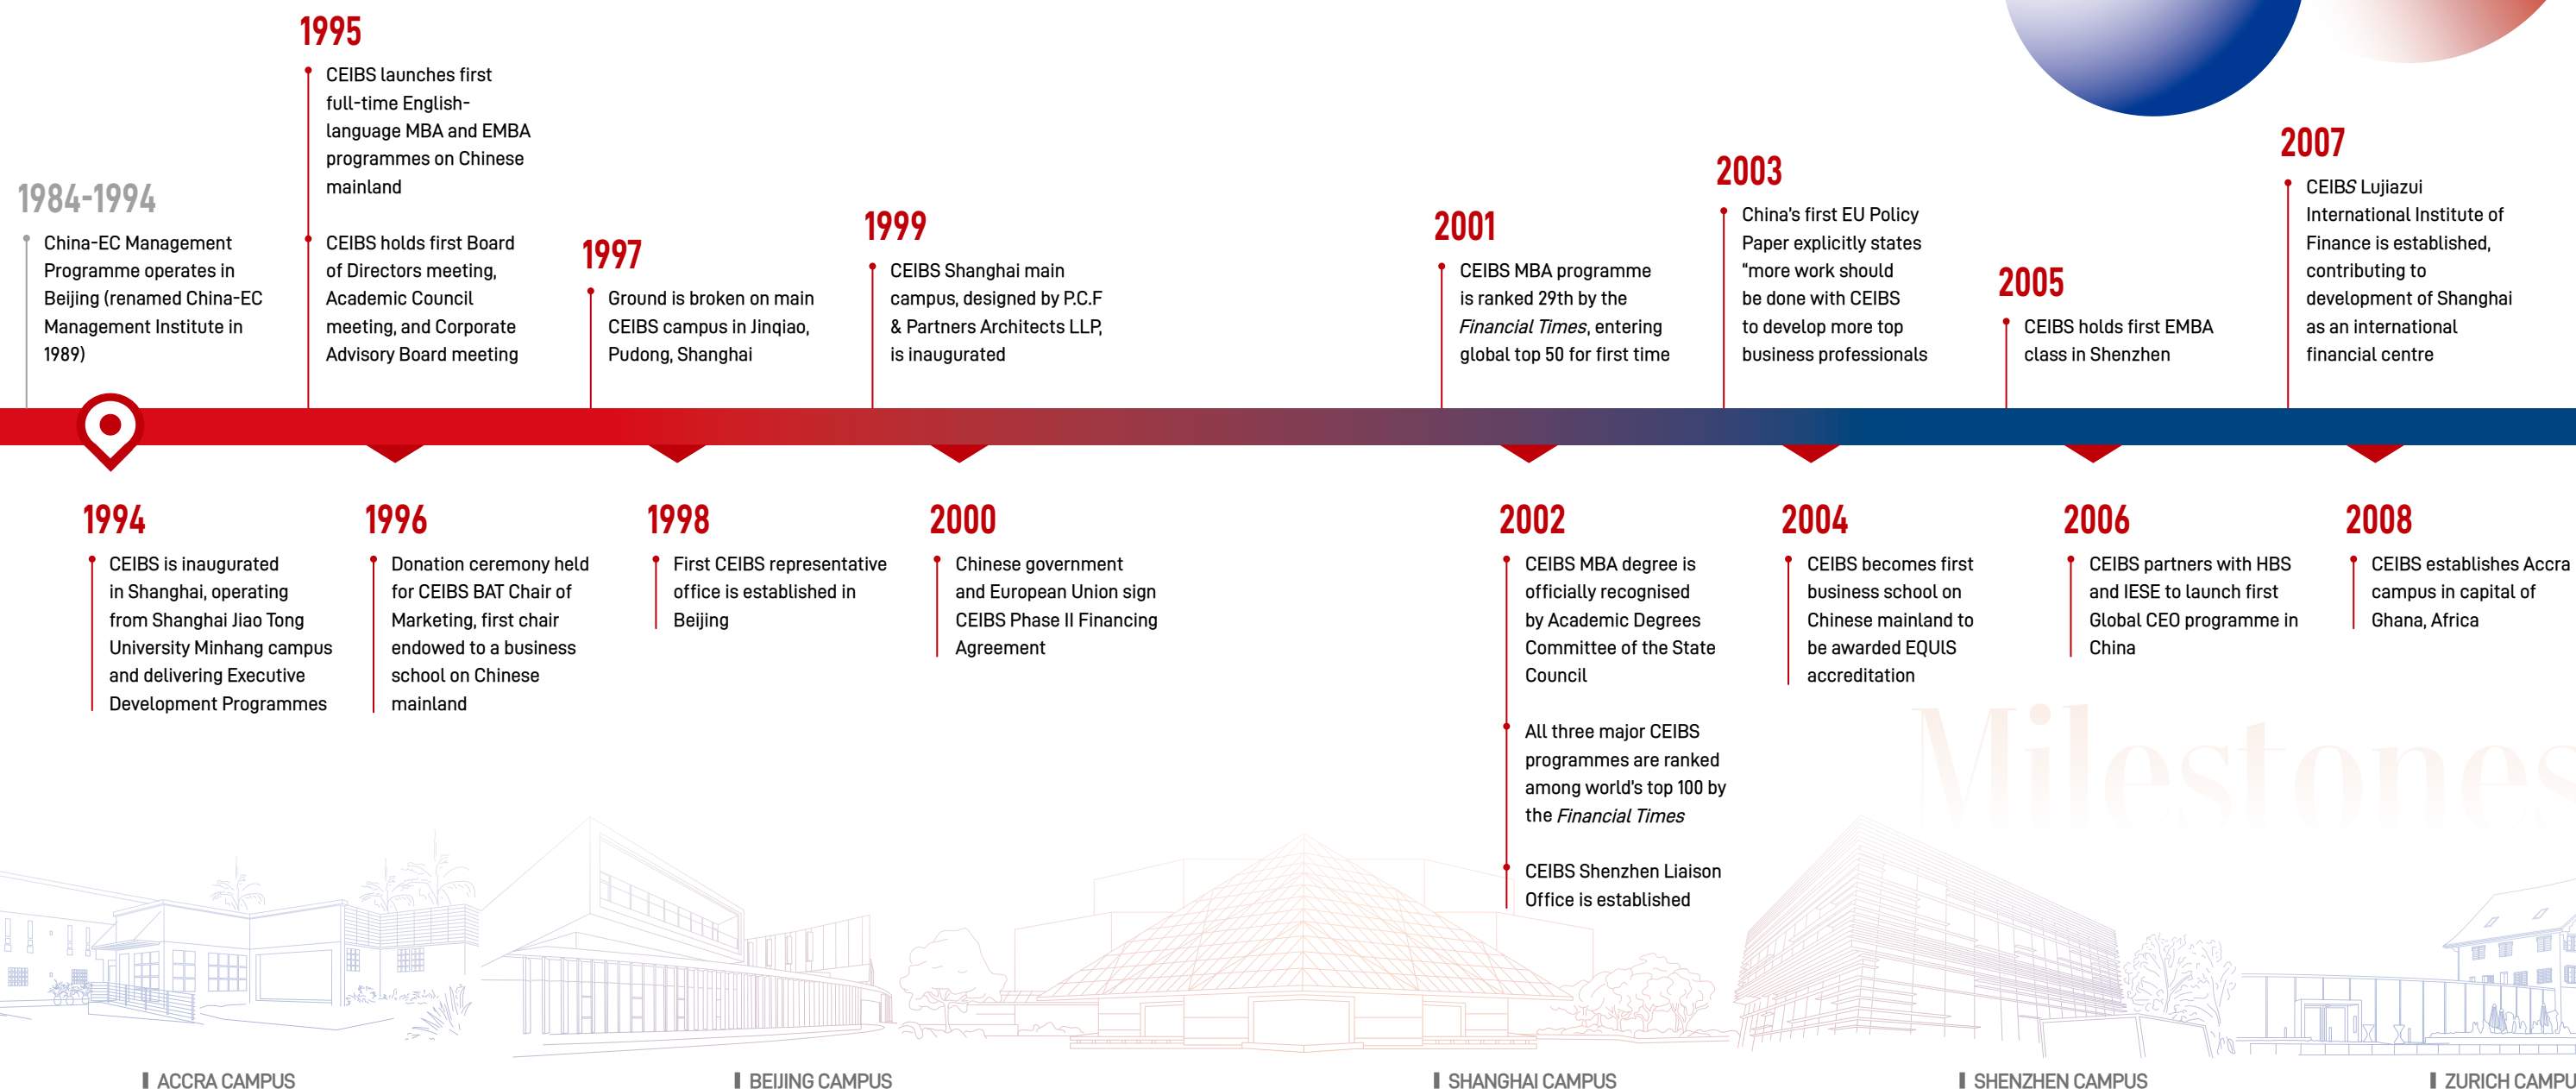 1984-1994
China-EC Management
Programme operates in
Beijing (renamed China-EC
Management Institute in
1989)
1995
CEIBS launches first
full-time English-
language MBA and EMBA
programmes on Chinese
mainland
CEIBS holds first Board
of Directors meeting,
Academic Council
meeting, and Corporate
Advisory Board meeting
1997
Ground is broken on main
CEIBS campus in Jinqiao,
Pudong, Shanghai
1999
CEIBS Shanghai main
campus, designed by P.C.F
& Partners Architects LLP,
is inaugurated
2001
CEIBS MBA programme
is ranked 29th by the
Financial Times, entering
global top 50 for first time
2003
China's first EU Policy
Paper explicitly states
“more work should
be done with CEIBS
to develop more top
business professionals
2005
CEIBS holds first EMBA
class in Shenzhen
2007
CEIBS Lujiazui
International Institute of
Finance is established,
contributing to
development of Shanghai
as an international
financial centre
1994
CEIBS is inaugurated
in Shanghai, operating
from Shanghai Jiao Tong
University Minhang campus
and delivering Executive
Development Programmes
1996
Donation ceremony held
for CEIBS BAT Chair of
Marketing, first chair
endowed to a business
school on Chinese
mainland
1998
First CEIBS representative
office is established in
Beijing
2000
Chinese government
and European Union sign
CEIBS Phase II Financing
Agreement
2002
CEIBS MBA degree is
officially recognised
by Academic Degrees
Committee of the State
Council
All three major CEIBS
programmes are ranked
among world's top 100 by
the Financial Times
CEIBS Shenzhen Liaison
Office is established
2004
CEIBS becomes first
business school on
Chinese mainland to
be awarded EQUIS
accreditation
2006
CEIBS partners with HBS
and IESE to launch first
Global CEO programme in
China
2008
CEIBS establishes Accra
campus in capital of
Ghana, Africa
Milestones
ACCRA CAMPUS
BEIJING CAMPUS
SHANGHAI CAMPUS
SHENZHEN CAMPUS
ZURICH CAMPU